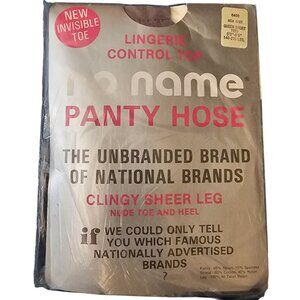 NEW
INVISIBLE
TOE
LINGERIE
CONTROL TOP
no name®
PANTY HOSE
THE UNBRANDED BRAND
OF NATIONAL BRANDS
CLINGY SHEER LEG
NUDE TOE AND HEEL
if WE COULD ONLY TELL
YOU WHICH FAMOUS
NATIONALLY ADVERTISED
BRANDS
?